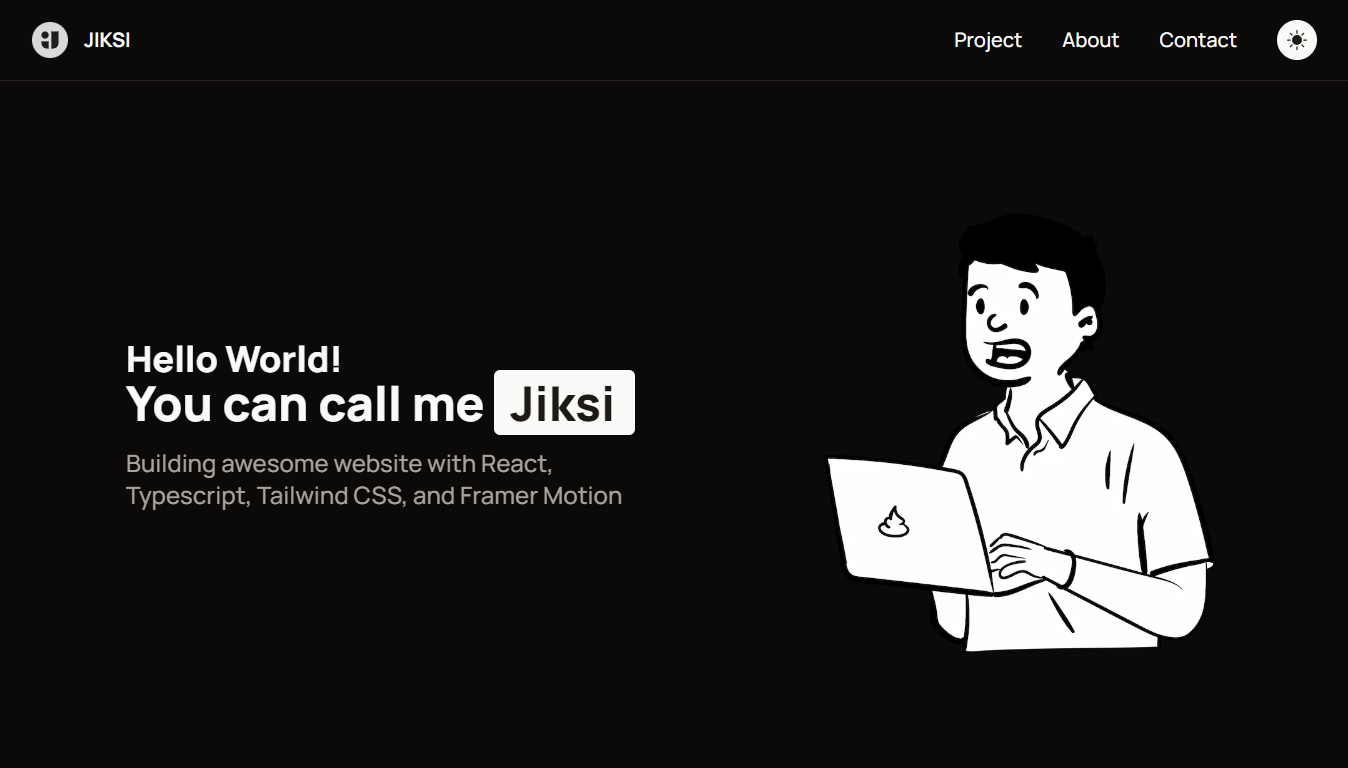 JIKSI
Project
About
Contact
Hello World!
You can call me Jiksi
Building awesome website with React,
Typescript, Tailwind CSS, and Framer Motion